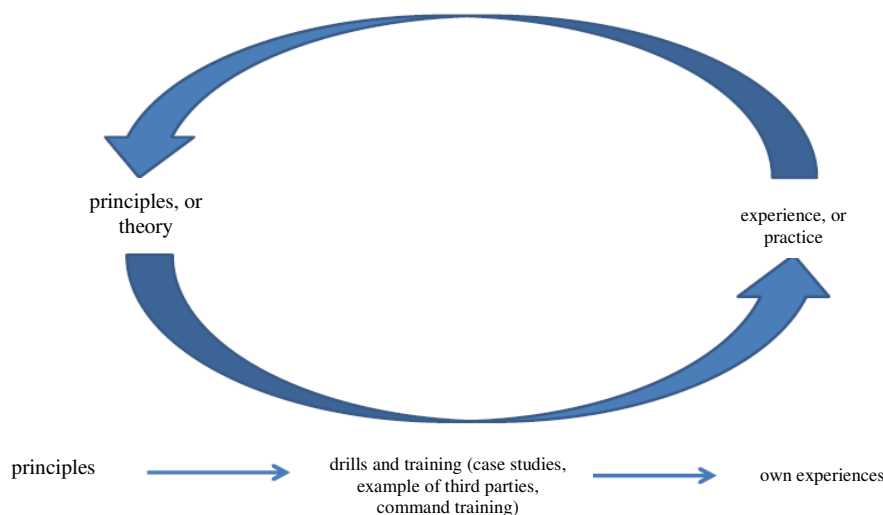 principles, or
theory
experience, or
practice
principles
drills and training (case studies,
example of third parties,
command training)
own experiences